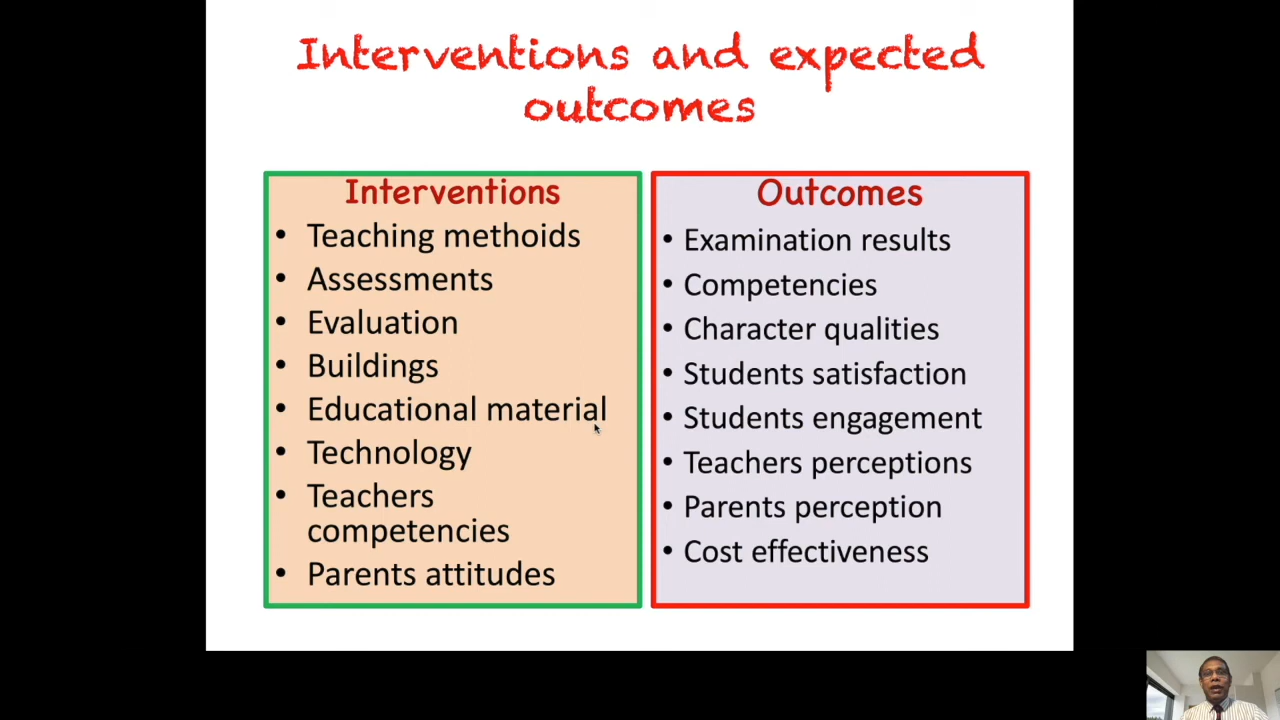 Interventions and expected
outcomes
Interventions
• Teaching methoids
• Assessments
• Evaluation
• Buildings
• Educational material
• Technology
• Teachers
competencies
• Parents attitudes
Outcomes
• Examination results
• Competencies
• Character qualities
• Students satisfaction
• Students engagement
• Teachers perceptions
• Parents perception
• Cost effectiveness